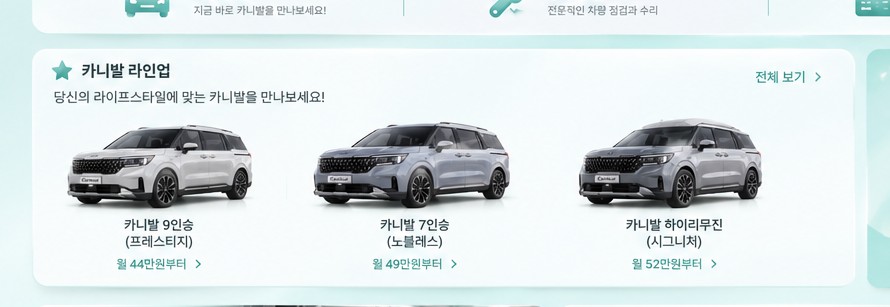 지금 바로 카니발을 만나보세요!
전문적인 차량 점검과 수리
카니발 라인업
전체 보기
당신의 라이프스타일에 맞는 카니발을 만나보세요!
카니발 9인승
(프레스티지)
월 44만원부터
카니발 7인승
(노블레스)
월 49만원부터
카니발 하이리무진
(시그니처)
월 52만원부터